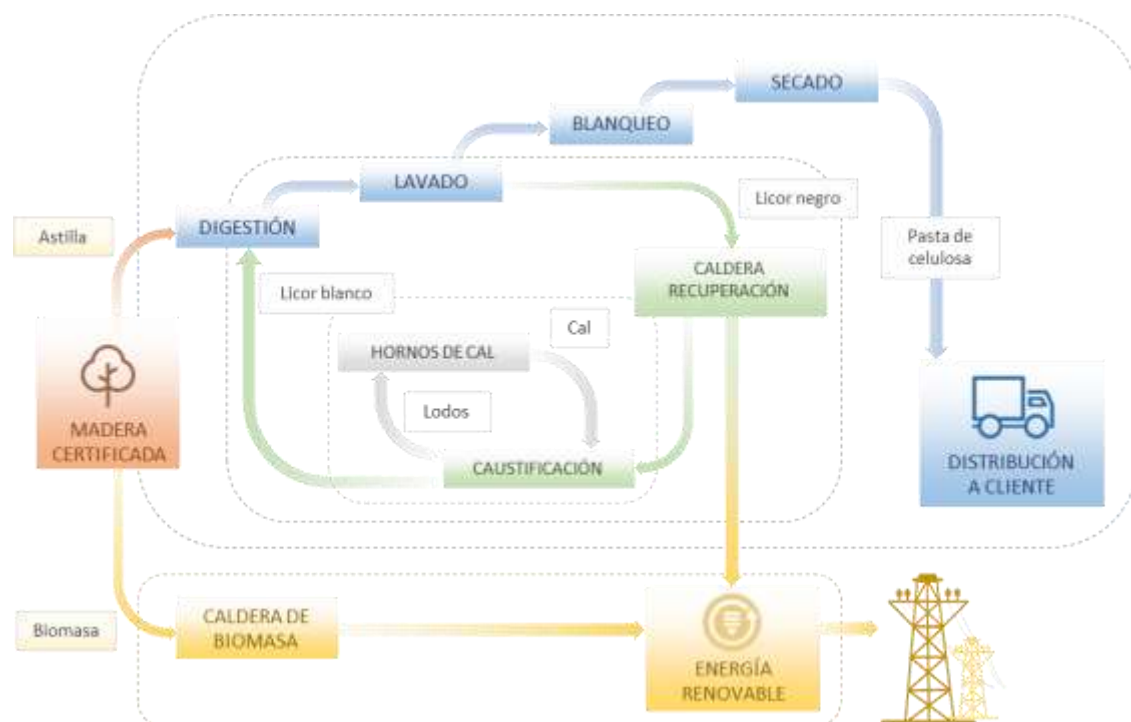 SECADO
BLANQUEO
LAVADO
Licor negro
DIGESTIÓN
Astilla
Pasta de
celulosa
CALDERA
RECUPERACIÓN
Licor blanco
Cal
HORNOS DE CAL
Lodos
MADERA
CERTIFICADA
CAUSTIFICACIÓN
DISTRIBUCIÓN
A CLIENTE
Biomasa
CALDERA DE
BIOMASA
ENERGÍA
RENOVABLE